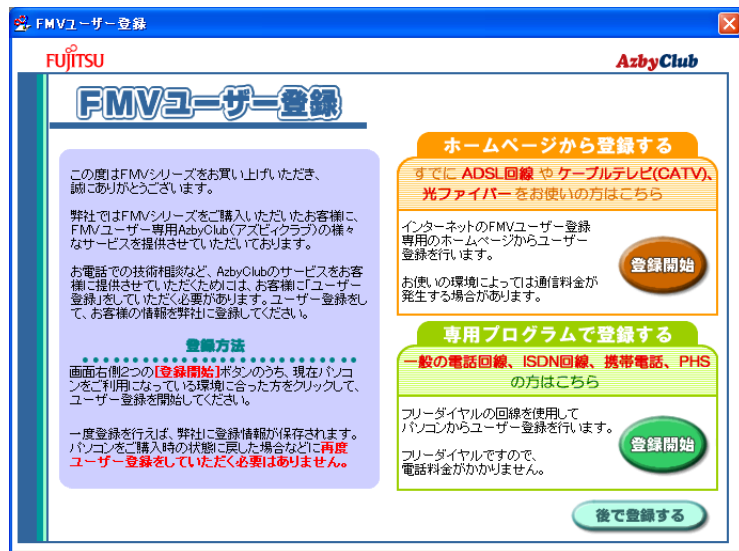 FMVユーザー登録
FUJITSU
AzbyClub
FMVユーザー登録
この度はFMVシリーズをお買い上げいただき、
誠にありがとうございます。
弊社ではFMVシリーズをご購入いただいたお客様に、
FMVユーザー専用AzbyClub(アズビィクラブ)の様々
なサービスを提供させていただいております。
お電話での技術相談など、AzbyClubのサービスをお客
様に提供させていただくためには、お客様に「ユーザー
登録」をしていただく必要があります。ユーザー登録をし
て、お客様の情報を弊社に登録してください。
登録方法
画面右側2つの[登録開始]ボタンのうち、現在パソコ
ンをご利用になっている環境に合った方をクリックして、
ユーザー登録を開始してください。
一度登録を行えば、弊社に登録情報が保存されます。
パソコンをご購入時の状態に戻した場合などに再度
ユーザー登録をしていただく必要はありません。
ホームページから登録する
すでに ADSL回線 や ケーブルテレビ(CATV)、
光ファイバー をお使いの方はこちら
インターネットのFMVユーザー登録
専用のホームページからユーザー
登録を行います。
お使いの環境によっては通信料金が
発生する場合があります。
登録開始
専用プログラムで登録する
一般の電話回線、ISDN回線、携帯電話、PHS
の方はこちら
フリーダイヤルの回線を使用して
パソコンからユーザー登録を行います。
フリーダイヤルですので、
電話料金がかかりません。
登録開始
後で登録する